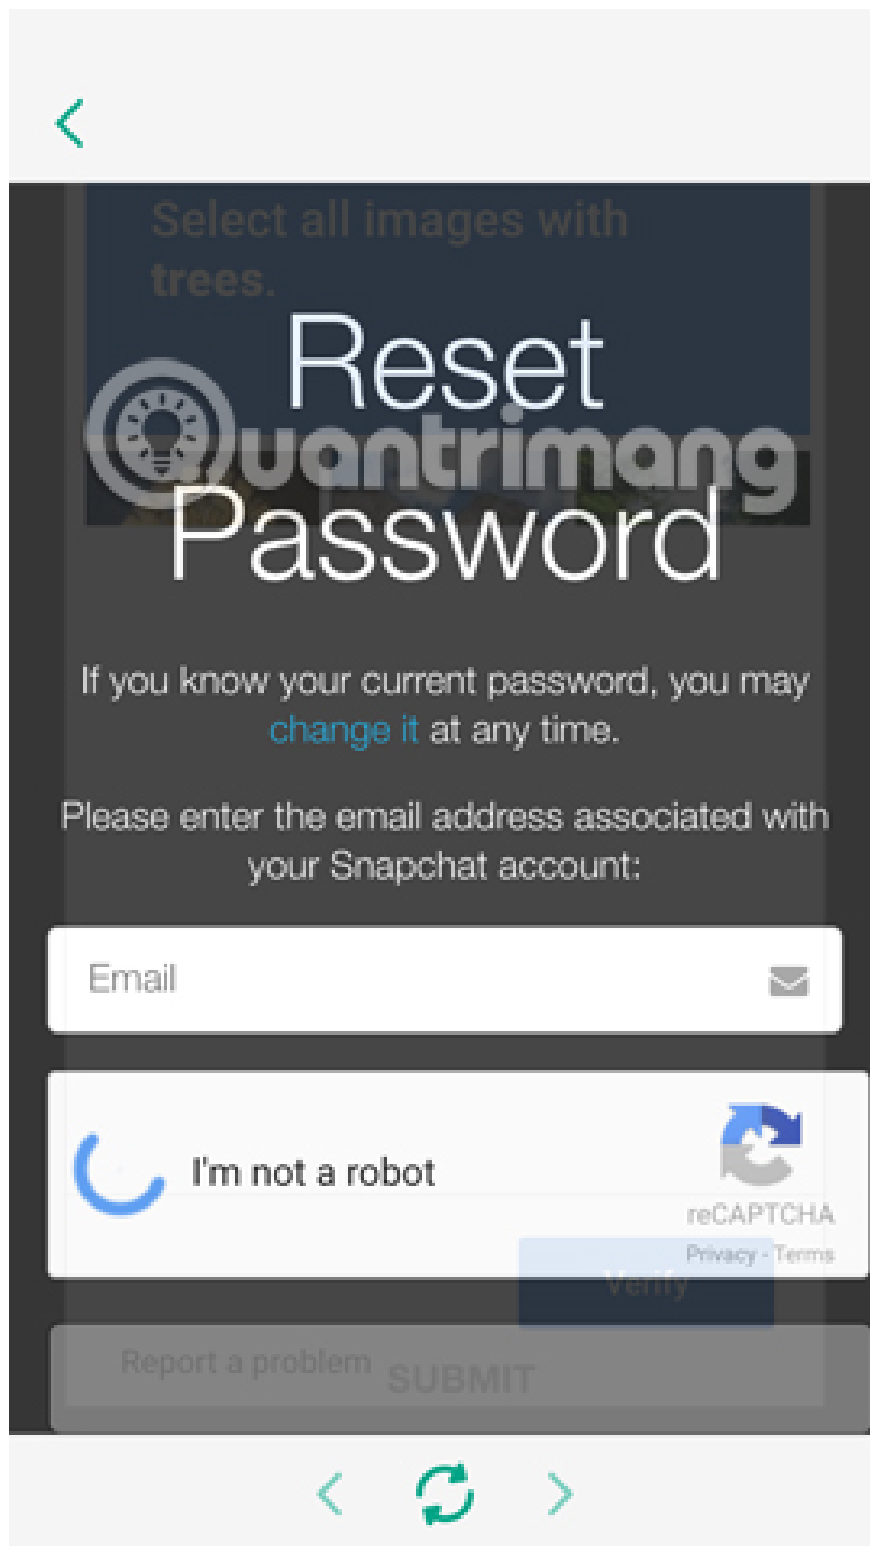 Select all images with
trees.
Reset
Quantrimang
Password
If you know your current password, you may
change it at any time.
Please enter the email address associated with
your Snapchat account:
Email
I'm not a robot
reCAPTCHA
Privacy - Terms
Verify
Report a problem
SUBMIT